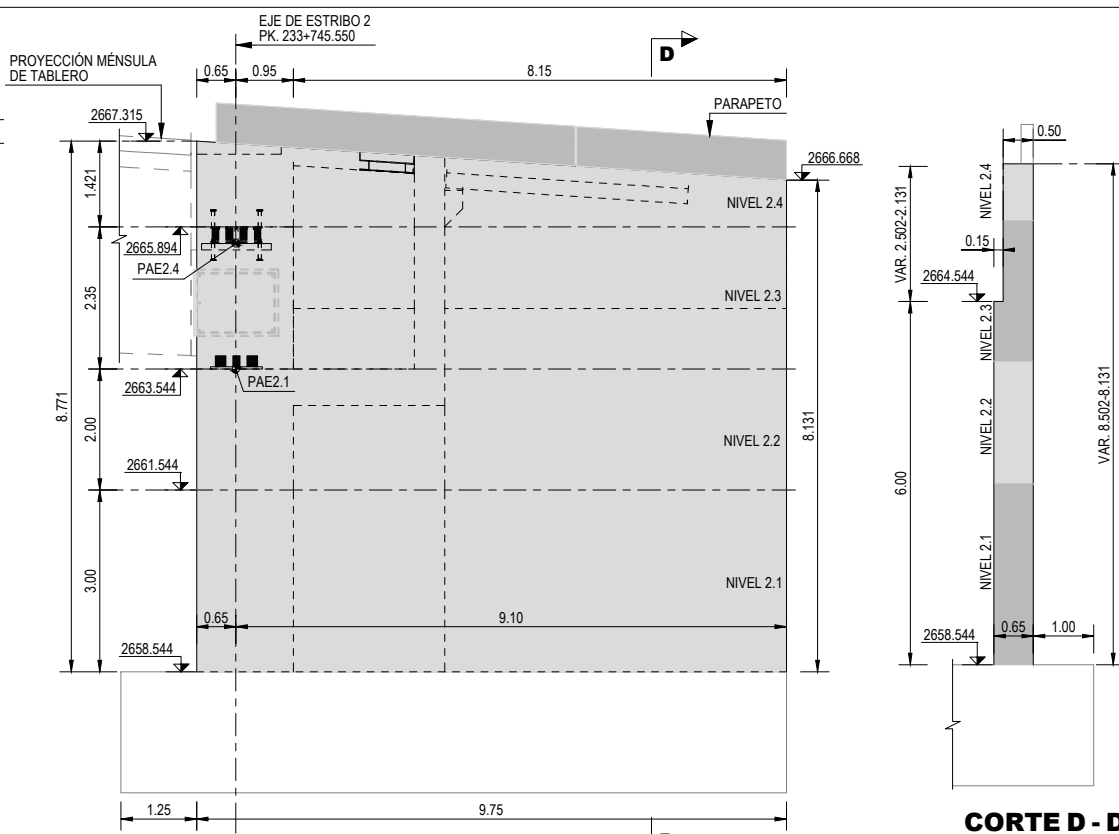 EJE DE ESTRIBO 2
PK. 233+745.550
PROYECCIÓN MÉNSULA
DE TABLERO
D
0.65
0.95
8.15
PARAPETO
2667.315
2666.668
1.421
NIVEL 2.4
2665.894
PAE2.4
2.35
NIVEL 2.3
PAE2.1
2663.544
8.771
2.00
8.131
NIVEL 2.2
2661.544
3.00
NIVEL 2.1
0.65
9.10
2658.544
1.25
9.75
0.50
NIVEL 2.4
VAR. 2.502-2.131
0.15
2664.544
NIVEL 2.3
VAR. 8.502-8.131
NIVEL 2.2
6.00
NIVEL 2.1
0.65
1.00
2658.544
CORTE D - D